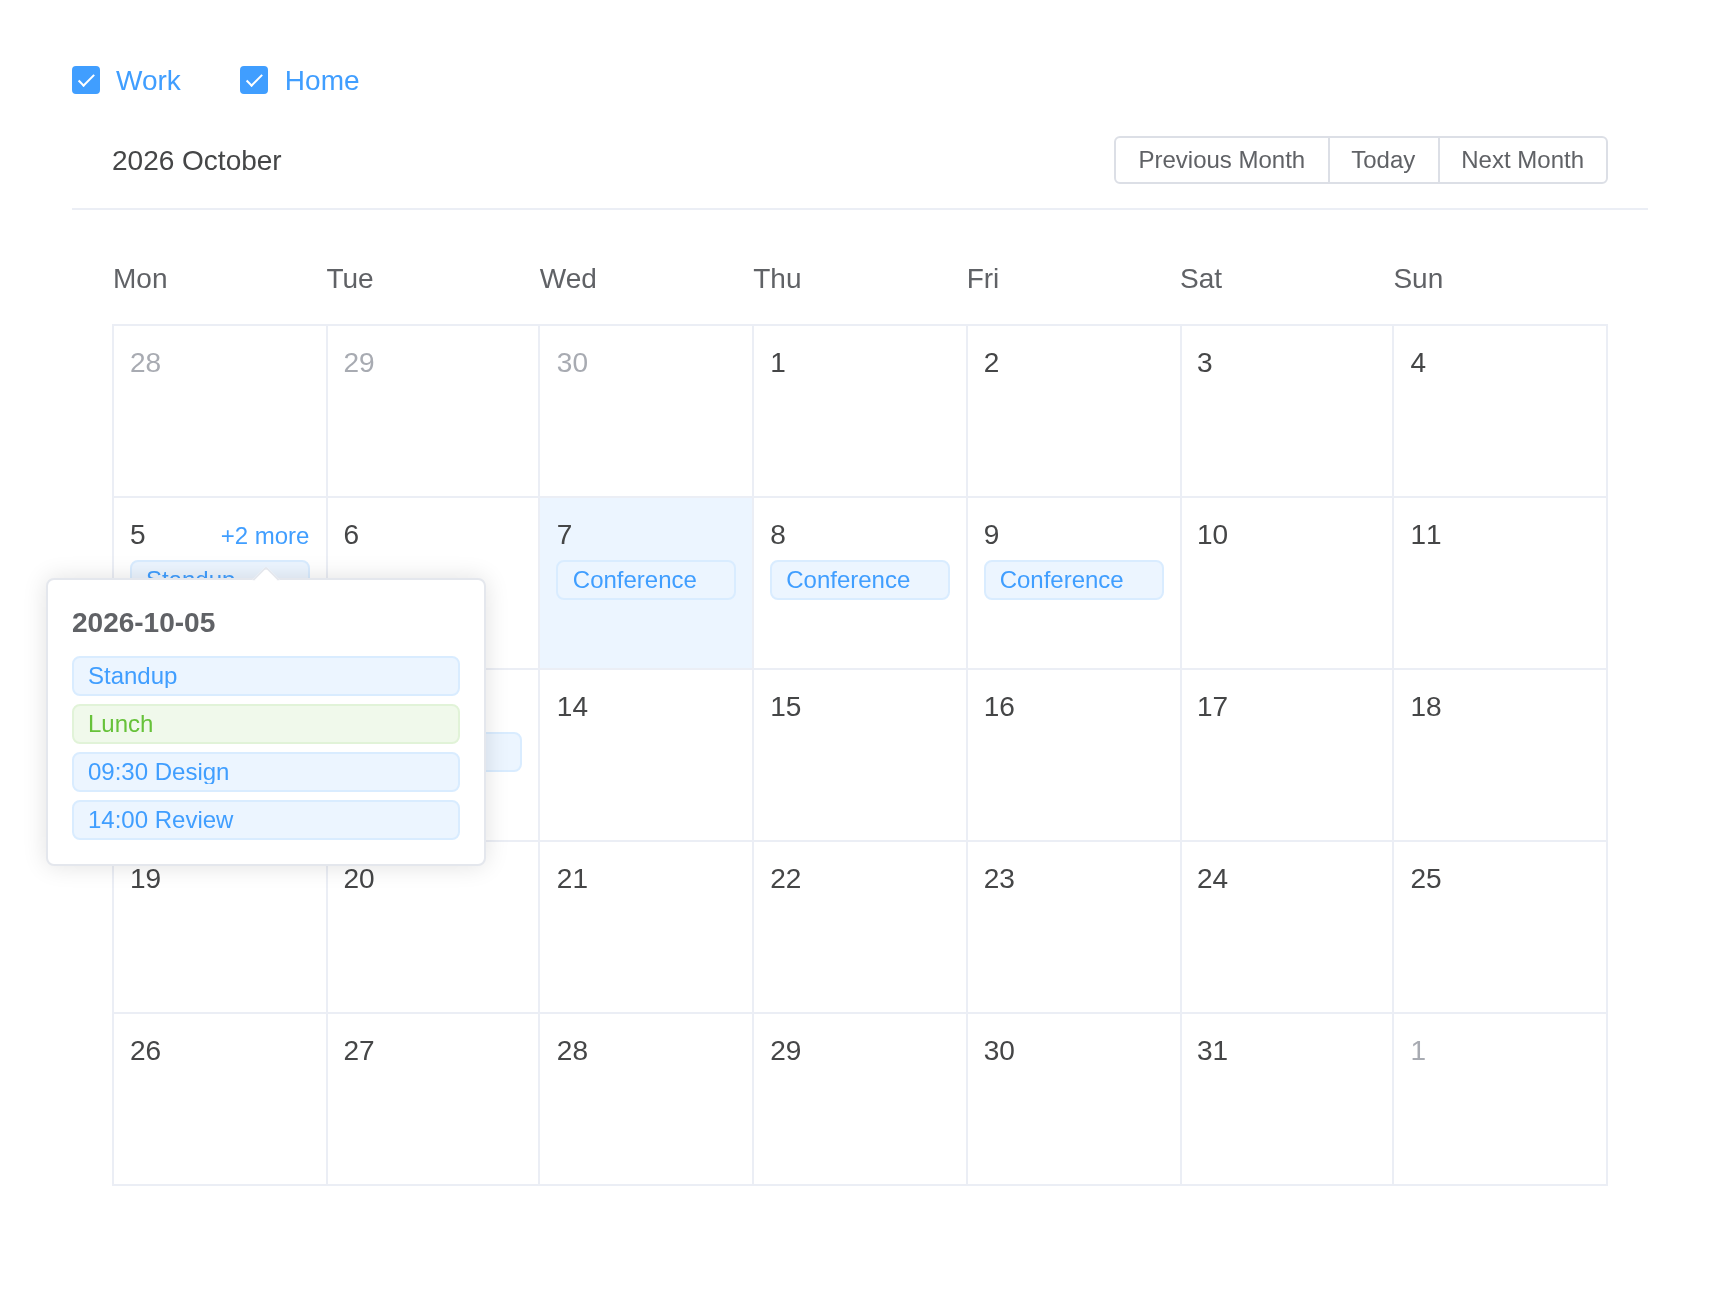 Work Home
2026 October Previous Month Today Next Month
Mon Tue Wed Thu Fri Sat Sun
28 29 30 1 2 3 4
5 +2 more 6 7 8 9 10 11
Standup Conference Conference Conference
2026-10-05
Standup
Lunch
09:30 Design
14:00 Review
14 15 16 17 18
19 20 21 22 23 24 25
26 27 28 29 30 31 1